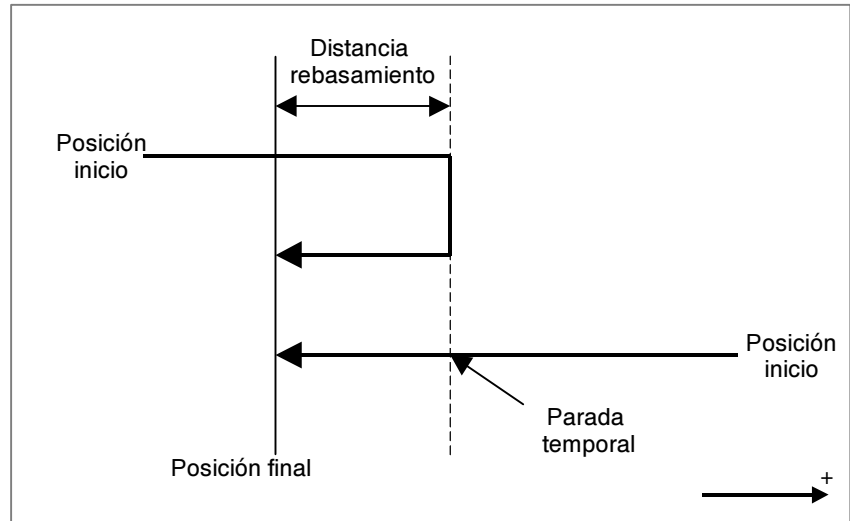 Distancia
rebasamiento
Posición
inicio
Posición
inicio
Parada
temporal
Posición final
+